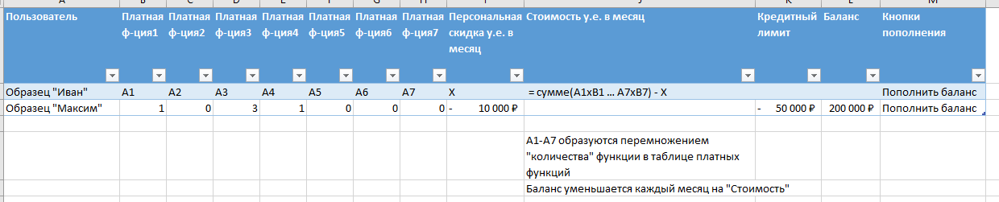 A B C D E F G H I J K L M
Пользователь Платная Платная Платная Платная Платная Платная Платная Персональная Стоимость у.е. в месяц Кредитный Баланс Кнопки
ф-ция1 ф-ция2 ф-ция3 ф-ция4 ф-ция5 ф-ция6 ф-ция7 скидка у.е. в лимит пополнения
месяц
Образец "Иван" A1 A2 A3 A4 A5 A6 A7 X = сумме(A1xB1 ... A7xB7) - X Пополнить баланс
Образец "Максим" 1 0 3 1 0 0 0 - 10 000 ₽ - 50 000 ₽ 200 000 ₽ Пополнить баланс
A1-A7 образуются перемножением
"количества" функции в таблице платных
функций
Баланс уменьшается каждый месяц на "Стоимость"